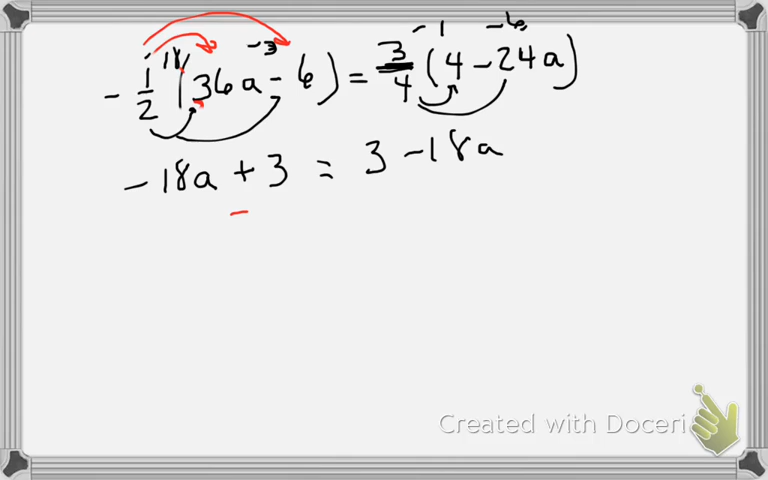 18 -3 -1 -6
- 1/2 (36a - 6) = 3/4 (4 - 24a)
-18a + 3 = 3 - 18a
Created with Doceri